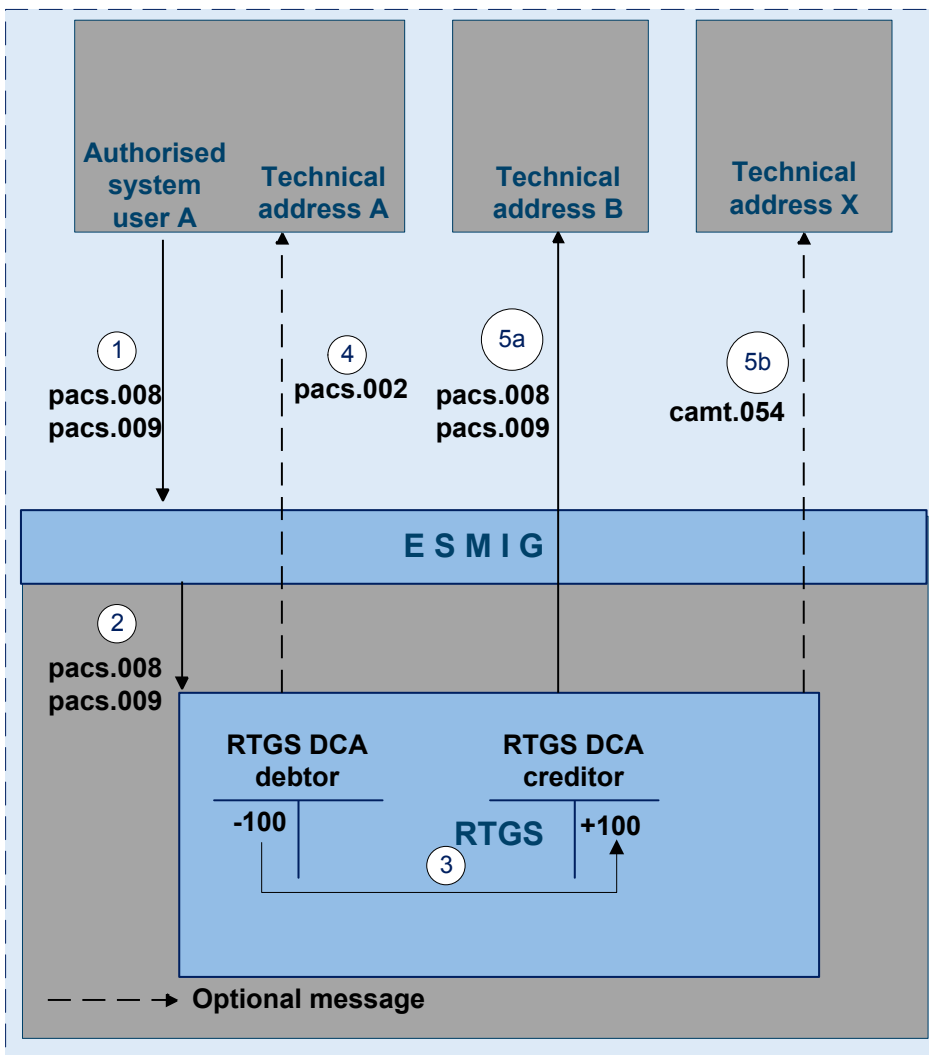 Authorised
system
user A
Technical
address A
Technical
address B
Technical
address X
1
pacs.008
pacs.009
4
pacs.002
5a
pacs.008
pacs.009
5b
camt.054
E S M I G
2
pacs.008
pacs.009
RTGS DCA
debtor
RTGS DCA
creditor
-100
RTGS
+100
3
Optional message